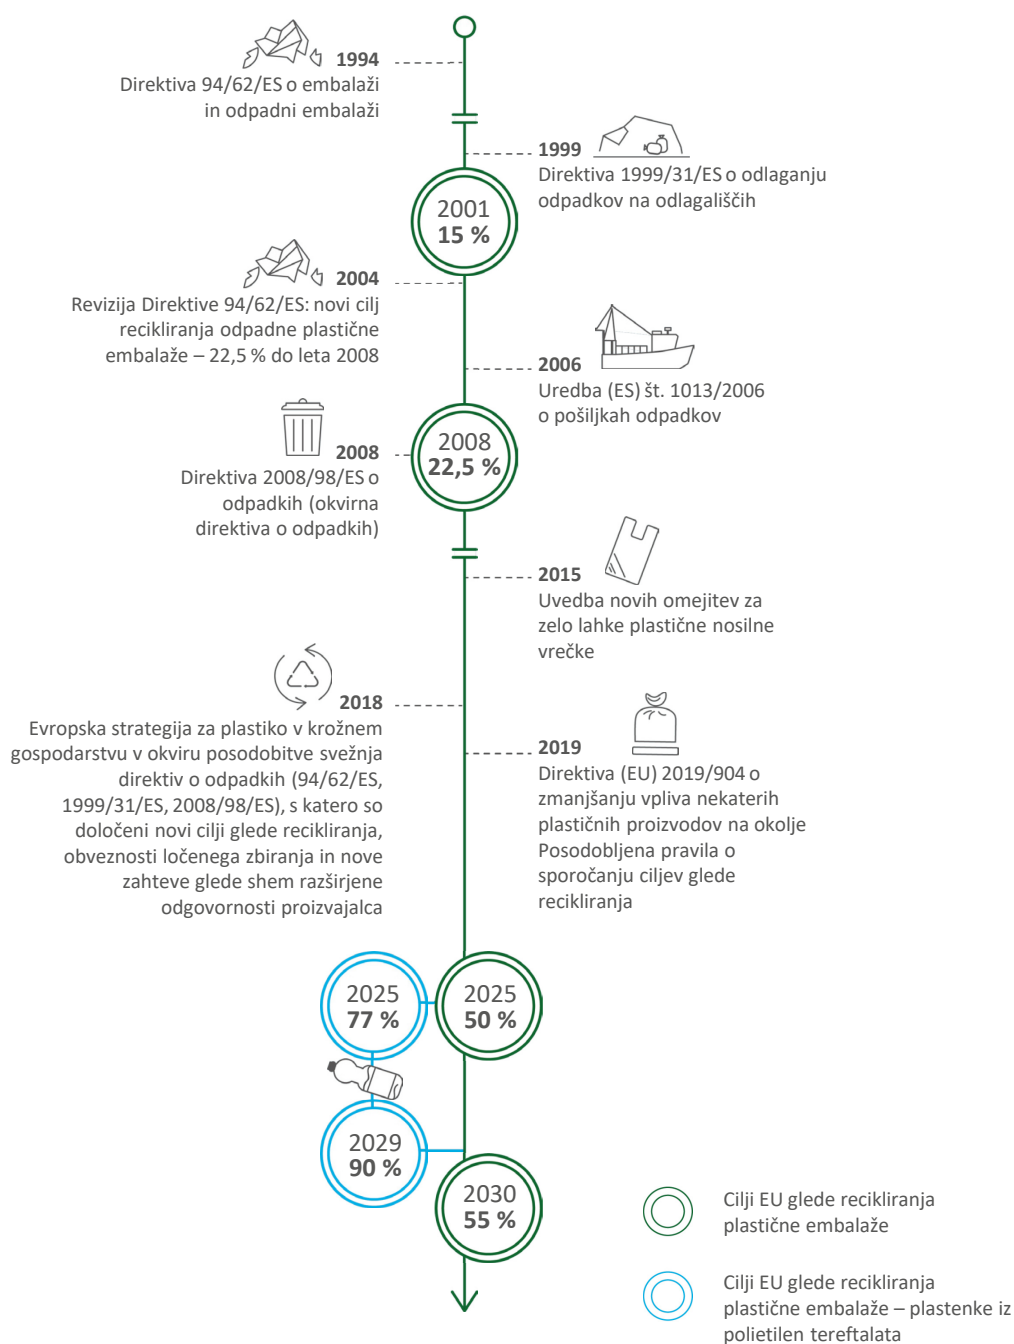 1994
Direktiva 94/62/ES o embalaži
in odpadni embalaži
1999
Direktiva 1999/31/ES o odlaganju
odpadkov na odlagališčih
2001
15 %
2004
Revizija Direktive 94/62/ES: novi cilj
recikliranja odpadne plastične
embalaže – 22,5 % do leta 2008
2006
Uredba (ES) št. 1013/2006
o pošiljkah odpadkov
2008
Direktiva 2008/98/ES o
odpadkih (okvirna
direktiva o odpadkih)
2008
22,5 %
2015
Uvedba novih omejitev za
zelo lahke plastične nosilne
vrečke
2018
Evropska strategija za plastiko v krožnem
gospodarstvu v okviru posodobitve svežnja
direktiv o odpadkih (94/62/ES,
1999/31/ES, 2008/98/ES), s katero so
določeni novi cilji glede recikliranja,
obveznosti ločenega zbiranja in nove
zahteve glede shem razširjene
odgovornosti proizvajalca
2019
Direktiva (EU) 2019/904 o
zmanjšanju vpliva nekaterih
plastičnih proizvodov na okolje
Posodobljena pravila o
sporočanju ciljev glede
recikliranja
2025
77 %
2025
50 %
2029
90 %
2030
55 %
Cilji EU glede recikliranja
plastične embalaže
Cilji EU glede recikliranja
plastične embalaže – plastenke iz
polietilen tereftalata